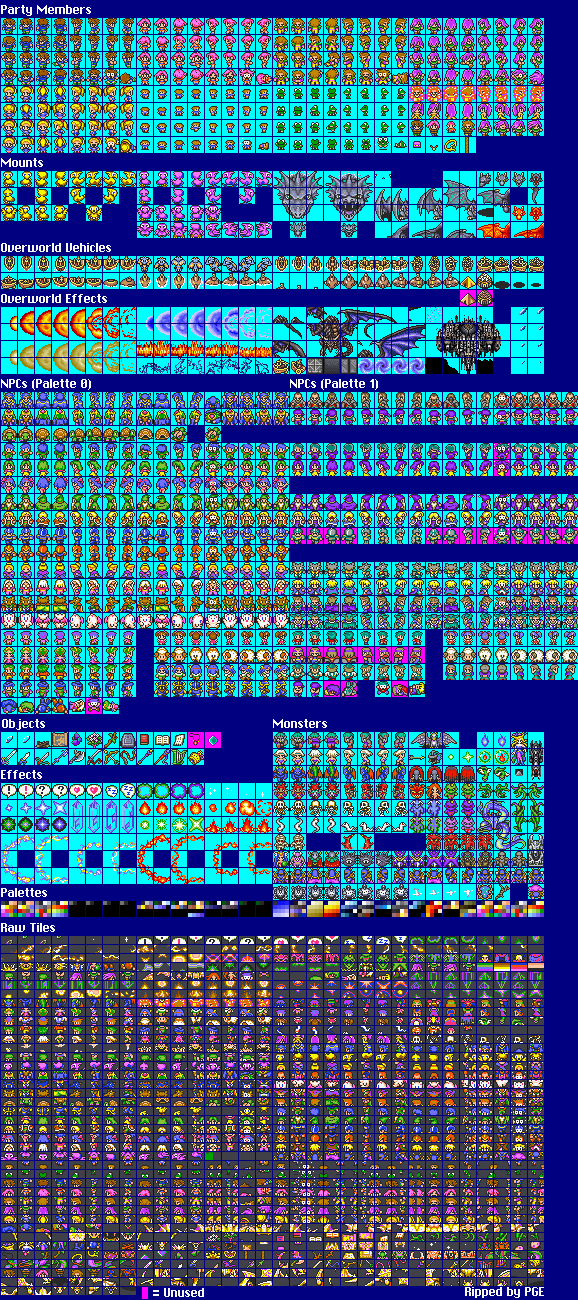 Party Members
Mounts
Overworld Vehicles
Overworld Effects
NPCs (Palette 0)
NPCs (Palette 1)
Objects
Monsters
Effects
Palettes
Raw Tiles
= Unused
Ripped by PGE